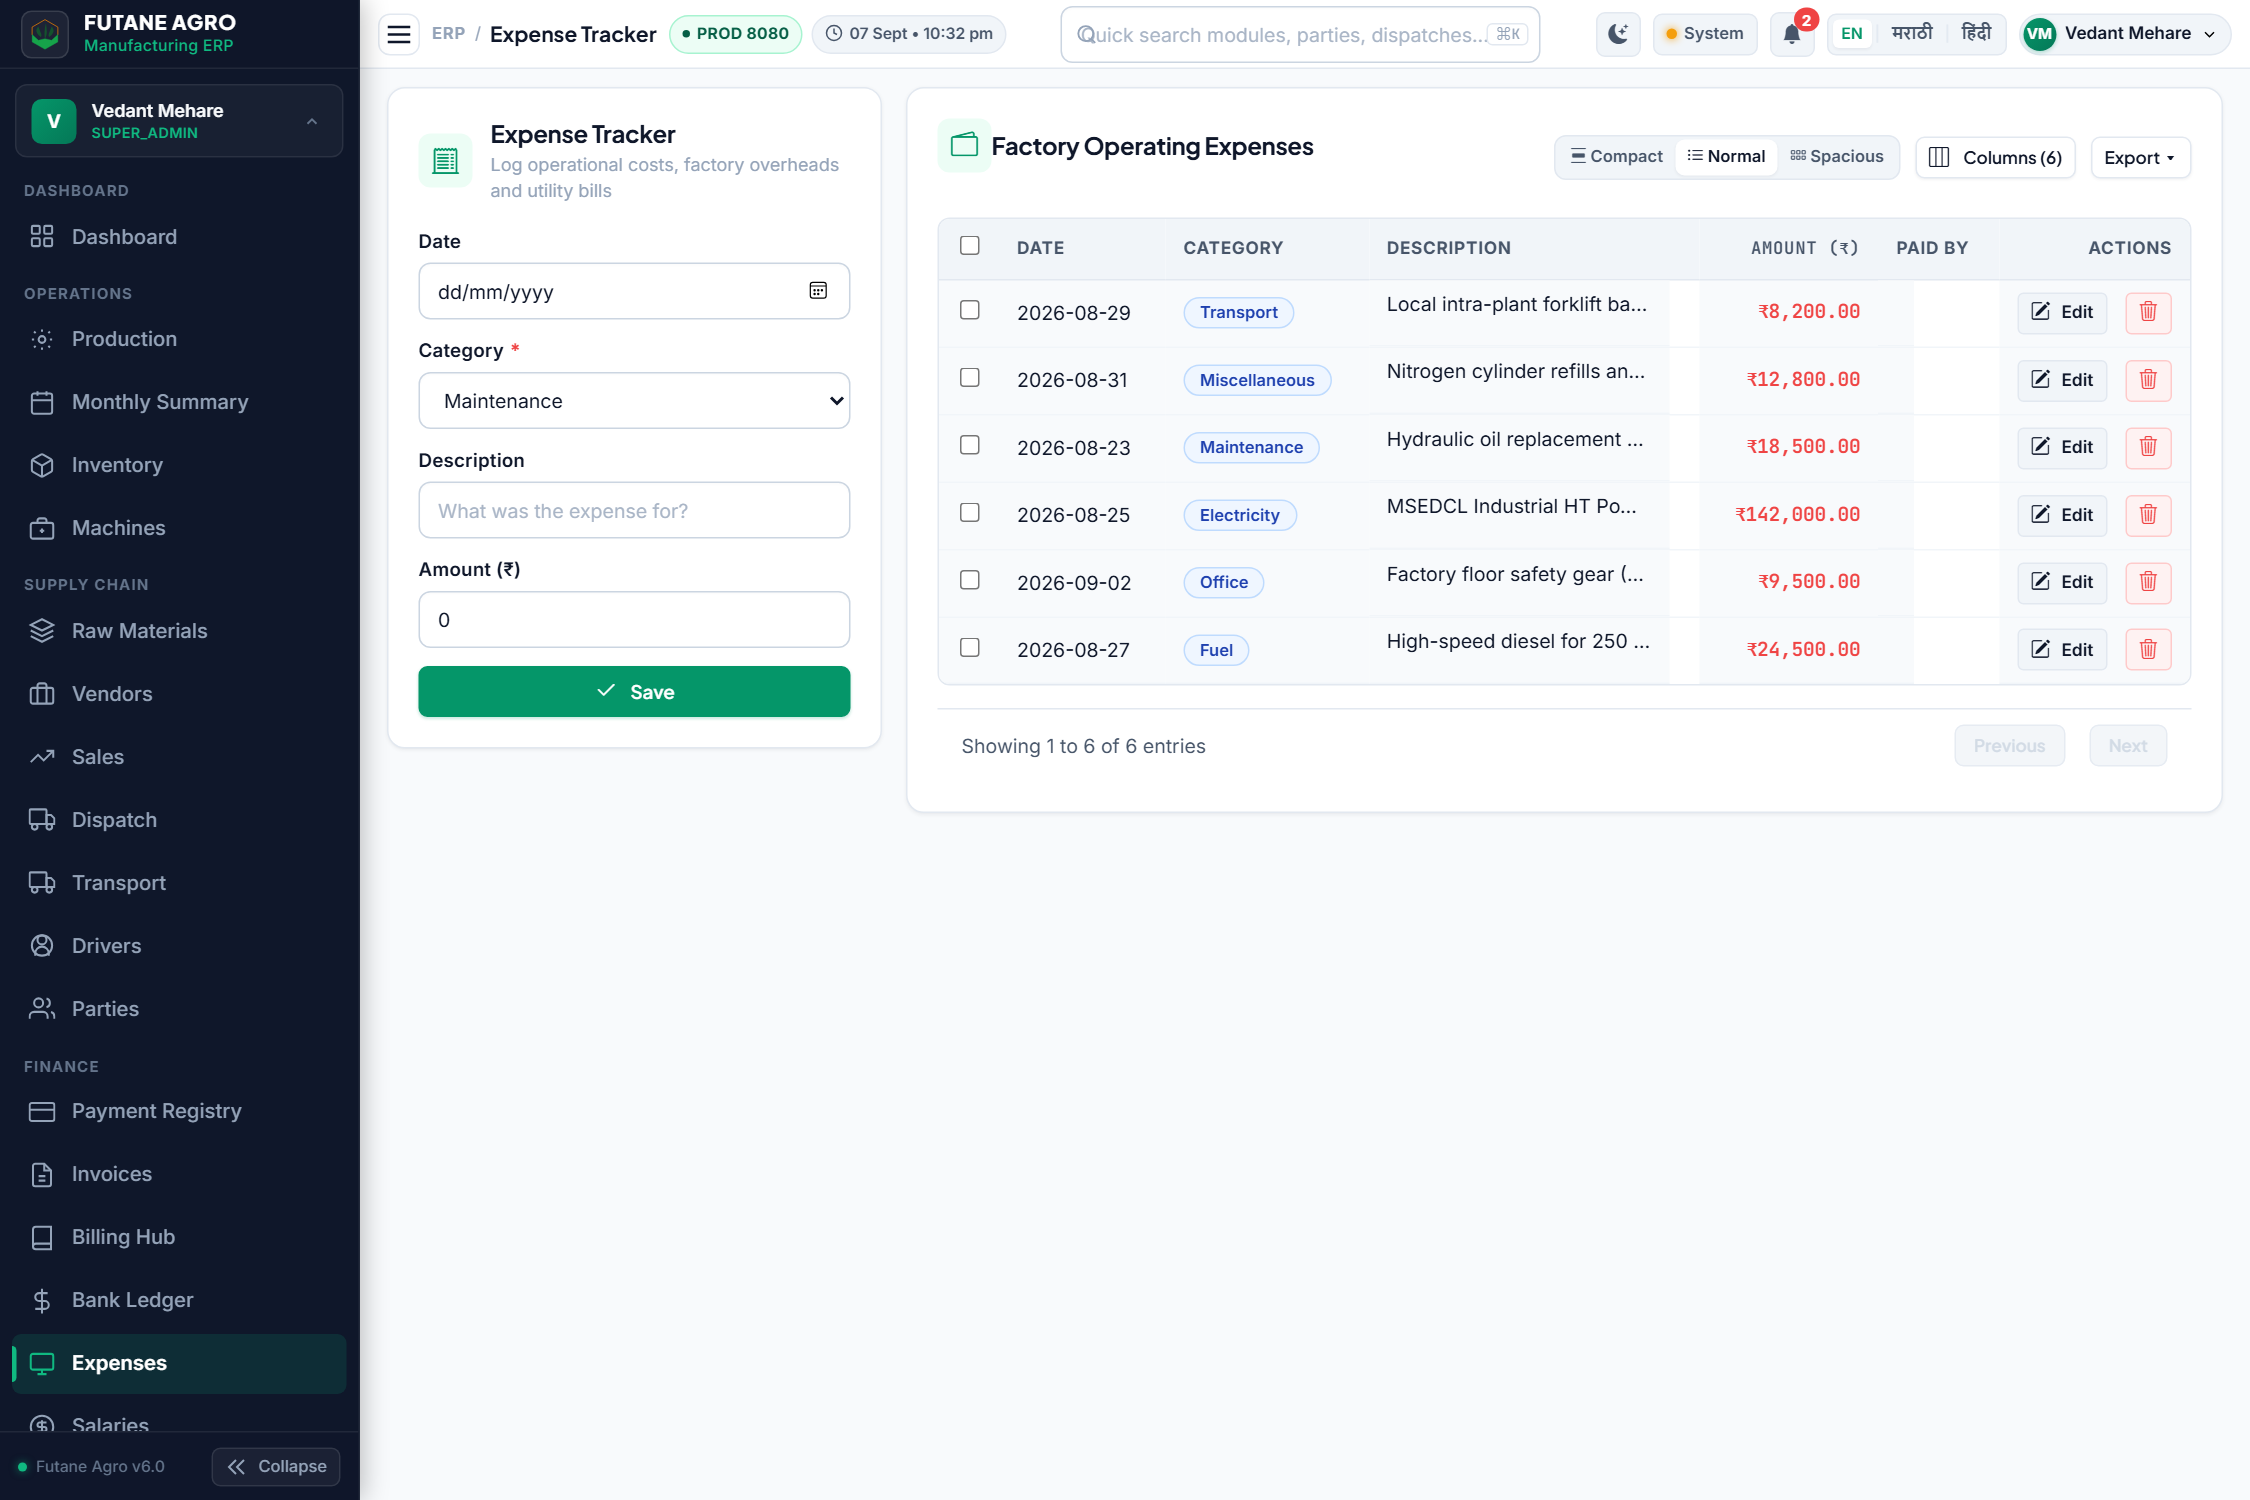 FUTANE AGRO
Manufacturing ERP
V
Vedant Mehare
SUPER_ADMIN
DASHBOARD
Dashboard
OPERATIONS
Production
Monthly Summary
Inventory
Machines
SUPPLY CHAIN
Raw Materials
Vendors
Sales
Dispatch
Transport
Drivers
Parties
FINANCE
Payment Registry
Invoices
Billing Hub
Bank Ledger
Expenses
Salaries
Futane Agro v6.0
Collapse
ERP / Expense Tracker
PROD 8080
07 Sept • 10:32 pm
Quick search modules, parties, dispatches... ⌘K
System
2
EN
मराठी
हिंदी
VM
Vedant Mehare
Expense Tracker
Log operational costs, factory overheads
and utility bills
Date
dd/mm/yyyy
Category *
Maintenance
Description
What was the expense for?
Amount (₹)
0
Save
Factory Operating Expenses
Compact
Normal
Spacious
Columns (6)
Export
DATE CATEGORY DESCRIPTION AMOUNT (₹) PAID BY ACTIONS
2026-08-29 Transport Local intra-plant forklift ba... ₹8,200.00 Edit
2026-08-31 Miscellaneous Nitrogen cylinder refills an... ₹12,800.00 Edit
2026-08-23 Maintenance Hydraulic oil replacement ... ₹18,500.00 Edit
2026-08-25 Electricity MSEDCL Industrial HT Po... ₹142,000.00 Edit
2026-09-02 Office Factory floor safety gear (... ₹9,500.00 Edit
2026-08-27 Fuel High-speed diesel for 250 ... ₹24,500.00 Edit
Showing 1 to 6 of 6 entries
Previous
Next